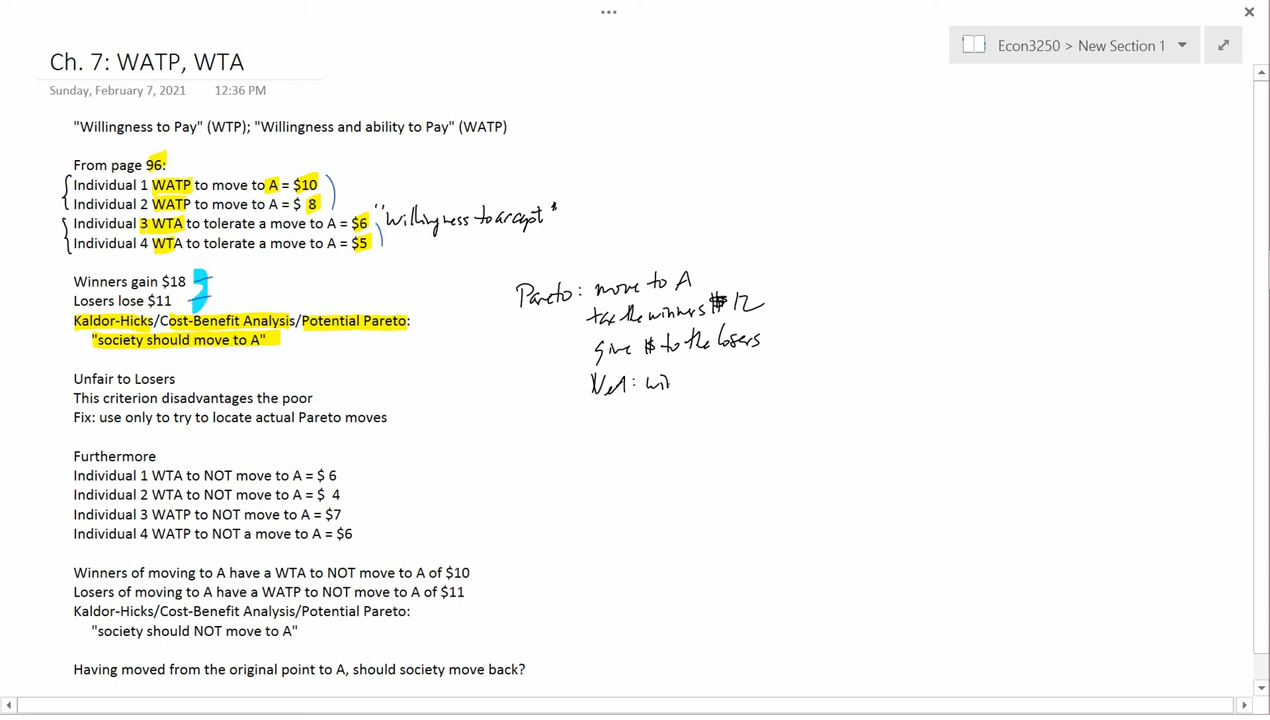 Econ3250 > New Section 1
Ch. 7: WATP, WTA
Sunday, February 7, 2021 12:36 PM
"Willingness to Pay" (WTP); "Willingness and ability to Pay" (WATP)
From page 96:
Individual 1 WATP to move to A = $10
Individual 2 WATP to move to A = $ 8
Individual 3 WTA to tolerate a move to A = $6
Individual 4 WTA to tolerate a move to A = $5
"willingness to accept"
Winners gain $18
Losers lose $11
Kaldor-Hicks/Cost-Benefit Analysis/Potential Pareto:
"society should move to A"
Pareto: move to A
tax the winners $12
give $ to the losers
Net: wi
Unfair to Losers
This criterion disadvantages the poor
Fix: use only to try to locate actual Pareto moves
Furthermore
Individual 1 WTA to NOT move to A = $ 6
Individual 2 WTA to NOT move to A = $ 4
Individual 3 WATP to NOT move to A = $7
Individual 4 WATP to NOT a move to A = $6
Winners of moving to A have a WTA to NOT move to A of $10
Losers of moving to A have a WATP to NOT move to A of $11
Kaldor-Hicks/Cost-Benefit Analysis/Potential Pareto:
"society should NOT move to A"
Having moved from the original point to A, should society move back?